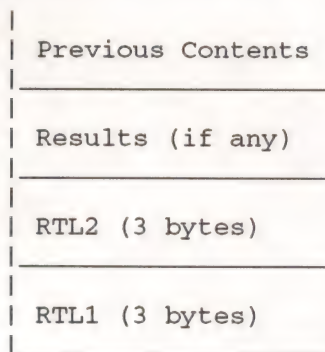 Previous Contents
Results (if any)
RTL2 (3 bytes)
RTL1 (3 bytes)